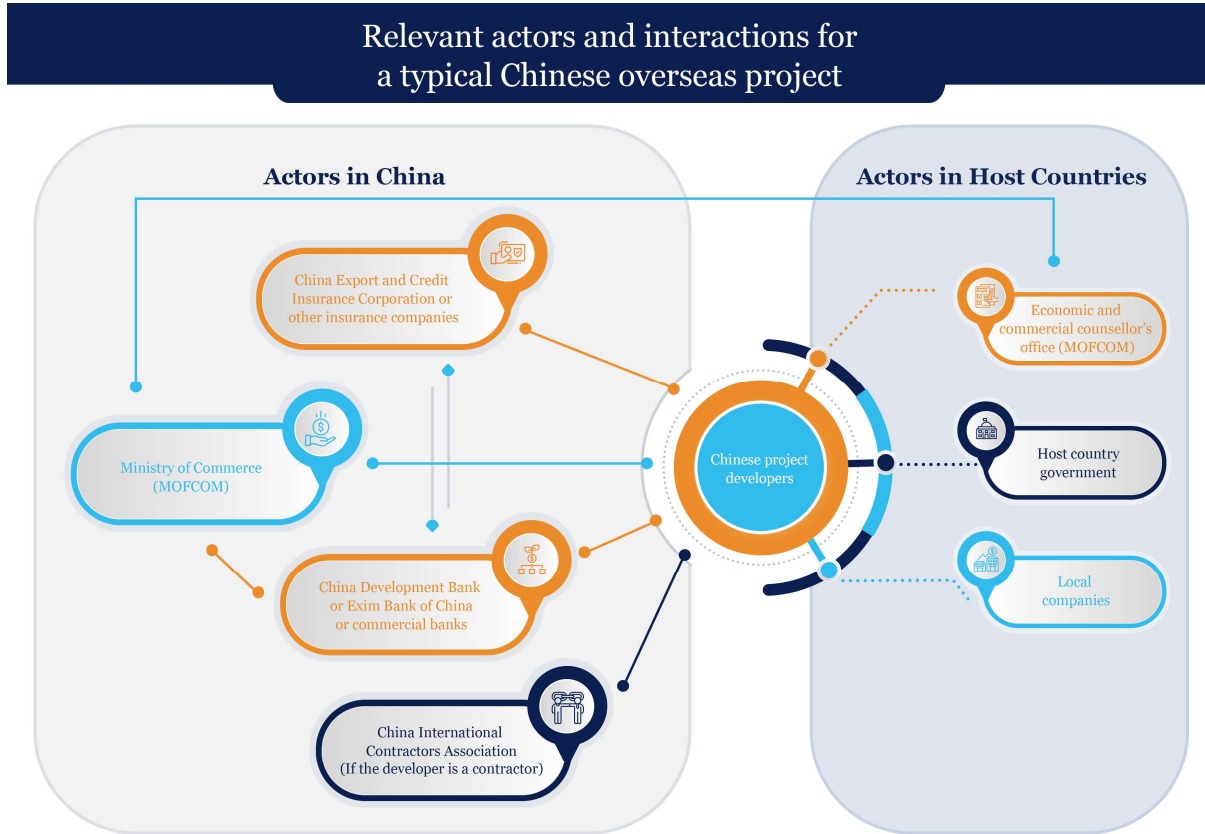 Relevant actors and interactions for
a typical Chinese overseas project
Actors in China
China Export and Credit
Insurance Corporation or
other insurance companies
Ministry of Commerce
(MOFCOM)
China Development Bank
or Exim Bank of China
or commercial banks
China International
Contractors Association
(If the developer is a contractor)
Chinese project
developers
Actors in Host Countries
Economic and
commercial counsellor's
office (MOFCOM)
Host country
government
Local
companies